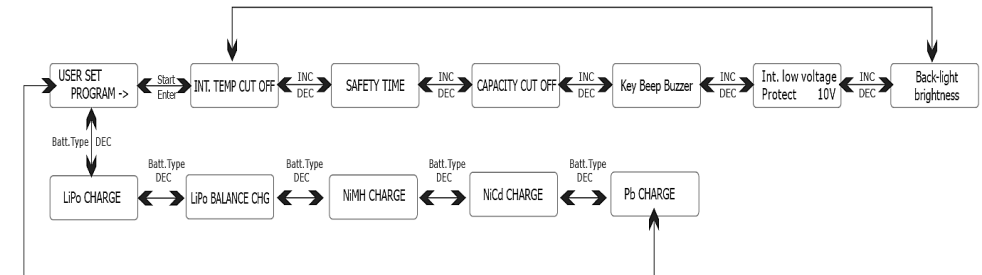 USER SET
PROGRAM ->
Start
Enter
INT. TEMP CUT OFF
INC
DEC
SAFETY TIME
INC
DEC
CAPACITY CUT OFF
INC
DEC
Key Beep Buzzer
INC
DEC
Int. low voltage
Protect 10V
INC
DEC
Back-light
brightness
Batt.Type DEC
LiPo CHARGE
Batt.Type
DEC
LiPo BALANCE CHG
Batt.Type
DEC
NiMH CHARGE
Batt.Type
DEC
NiCd CHARGE
Batt.Type
DEC
Pb CHARGE